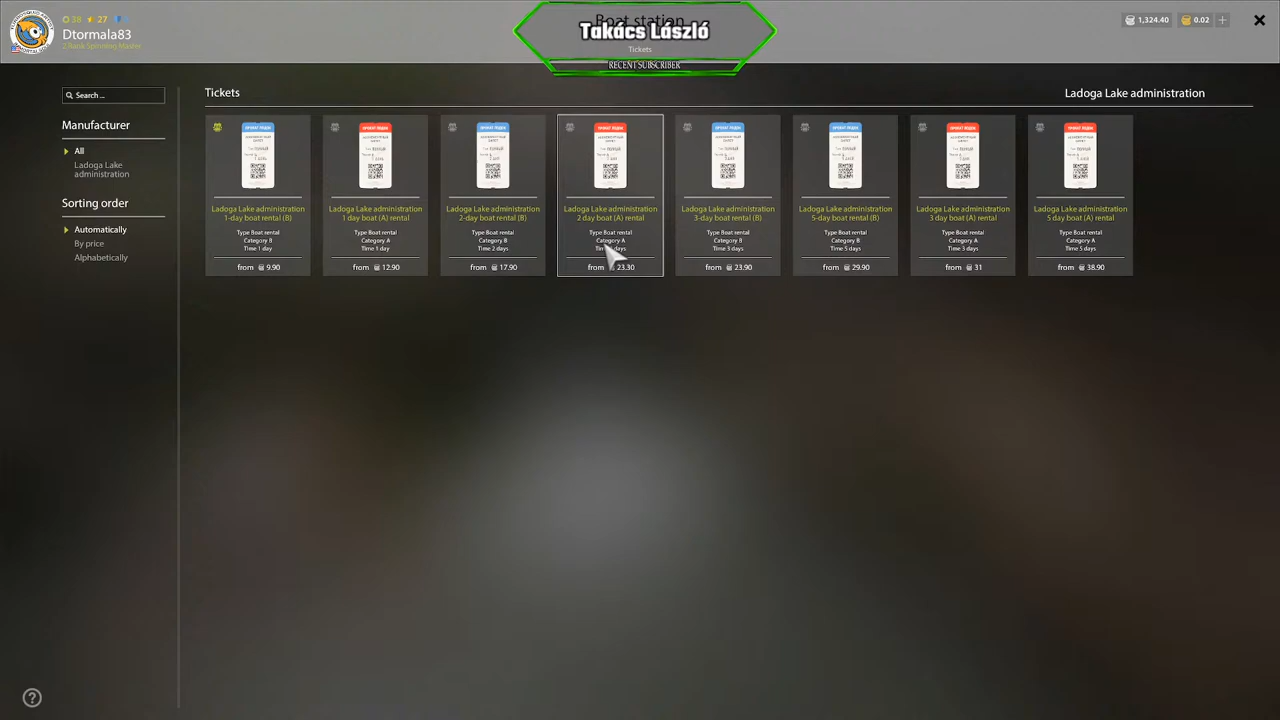 38 27
Dtormala83
Boat station
Takács László
Tickets
RECENT SUBSCRIBER
1,324.40 0.02 +
Search ...
Tickets
Ladoga Lake administration
Manufacturer
All
Ladoga Lake
administration
Sorting order
Automatically
By price
Alphabetically
Ladoga Lake administration
1-day boat rental (B)
Type Boat rental
Category B
Time 1 day
from 9.90
Ladoga Lake administration
1 day boat (A) rental
Type Boat rental
Category A
Time 1 day
from 12.90
Ladoga Lake administration
2-day boat rental (B)
Type Boat rental
Category B
Time 2 days
from 17.90
Ladoga Lake administration
2 day boat (A) rental
Type Boat rental
Category A
days
from 23.30
Ladoga Lake administration
3-day boat rental (B)
Type Boat rental
Category B
Time 3 days
from 23.90
Ladoga Lake administration
5-day boat rental (B)
Type Boat rental
Category B
Time 5 days
from 29.90
Ladoga Lake administration
3 day boat (A) rental
Type Boat rental
Category A
Time 3 days
from 31
Ladoga Lake administration
5 day boat (A) rental
Type Boat rental
Category A
Time 5 days
from 38.90
?